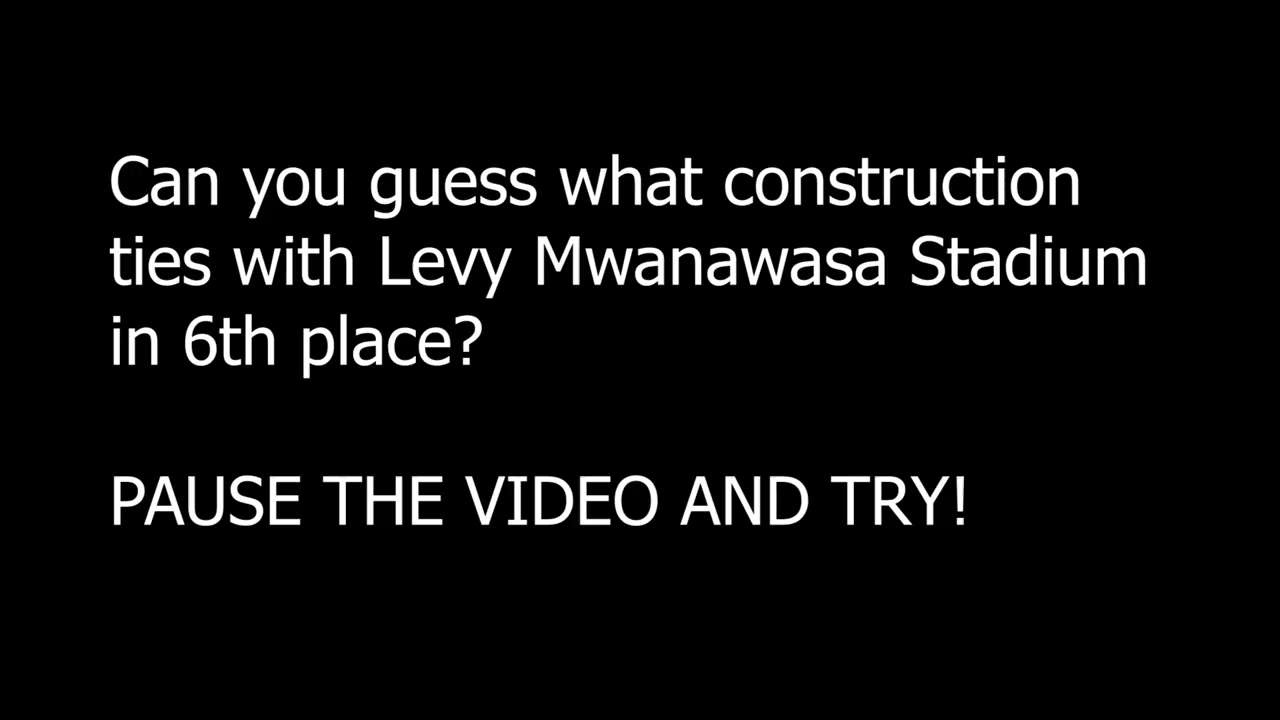 Can you guess what construction
ties with Levy Mwanawasa Stadium
in 6th place?
PAUSE THE VIDEO AND TRY!